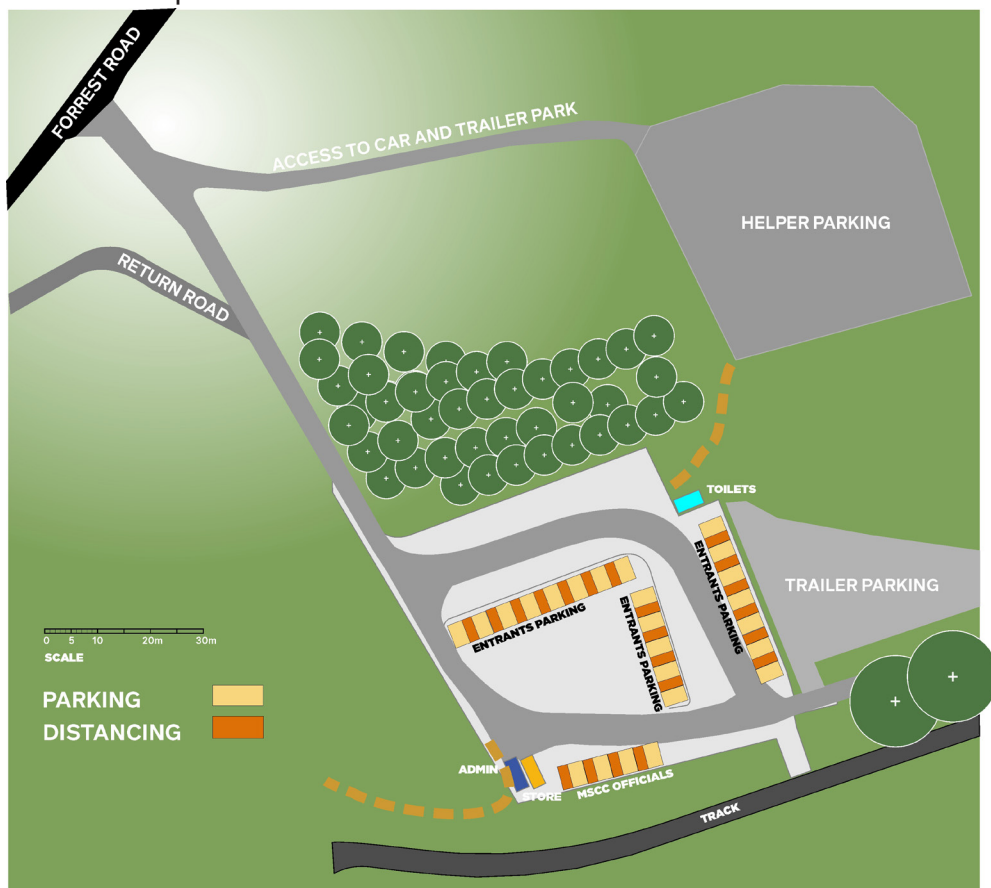 FORREST ROAD
ACCESS TO CAR AND TRAILER PARK
HELPER PARKING
RETURN ROAD
TOILETS
ENTRANTS PARKING
TRAILER PARKING
ENTRANTS PARKING
ENTRANTS PARKING
0 5 10 20m 30m
SCALE
PARKING
DISTANCING
ADMIN
STORE
MSCC OFFICIALS
TRACK